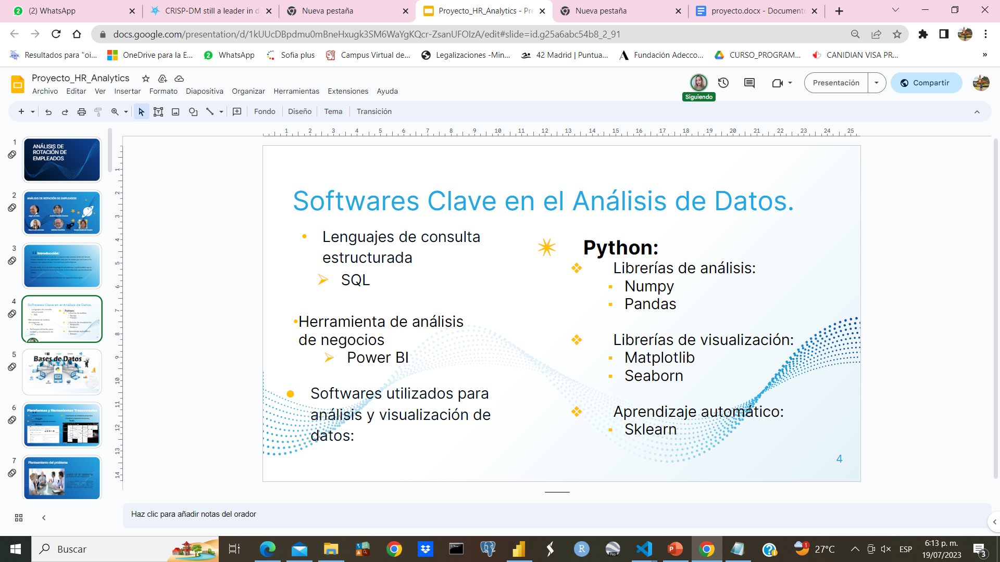 (2) WhatsApp
CRISP-DM still a leader in d
Nueva pestaña
Proyecto_HR_Analytics - Pre
Nueva pestaña
proyecto.docx - Documento
docs.google.com/presentation/d/1kUUcDBpdmu0mBneHxugk3SM6WaYgKQcr-ZsanUFOIzA/edit#slide=id.g25a6abc54b8_2_91
Resultados para "oi...
OneDrive para la E...
WhatsApp
Sofia plus
Campus Virtual de...
Legalizaciones -Min...
42 Madrid | Puntua...
Fundación Adecco...
CURSO_PROGRAM...
CANIDIAN VISA PR...
»
Proyecto_HR_Analytics
Archivo Editar Ver Insertar Formato Diapositiva Organizar Herramientas Extensiones Ayuda
Siguiendo
Presentación
Compartir
Fondo Diseño Tema Transición
1 2 3 4 5 6 7 8 9 10 11 12 13 14 15 16 17 18 19 20 21 22 23 24 25
1 2 3 4 5 6 7 8 9 10 11 12 13 14
1
ANÁLISIS DE
ROTACIÓN DE
EMPLEADOS
2
ANÁLISIS DE ROTACIÓN DE EMPLEADOS
3
Introducción:
4
Softwares Clave en el Análisis de Datos.
5
Bases de Datos
6
Plataformas y Herramientas Transversales
7
Planteamiento del problema
Softwares Clave en el Análisis de Datos.
• Lenguajes de consulta
estructurada
SQL
•Herramienta de análisis
de negocios
Power BI
● Softwares utilizados para
análisis y visualización de
datos:
Python:
Librerías de análisis:
Numpy
Pandas
Librerías de visualización:
Matplotlib
Seaborn
Aprendizaje automático:
Sklearn
4
Haz clic para añadir notas del orador
Buscar
27°C
ESP
6:13 p. m.
19/07/2023
3